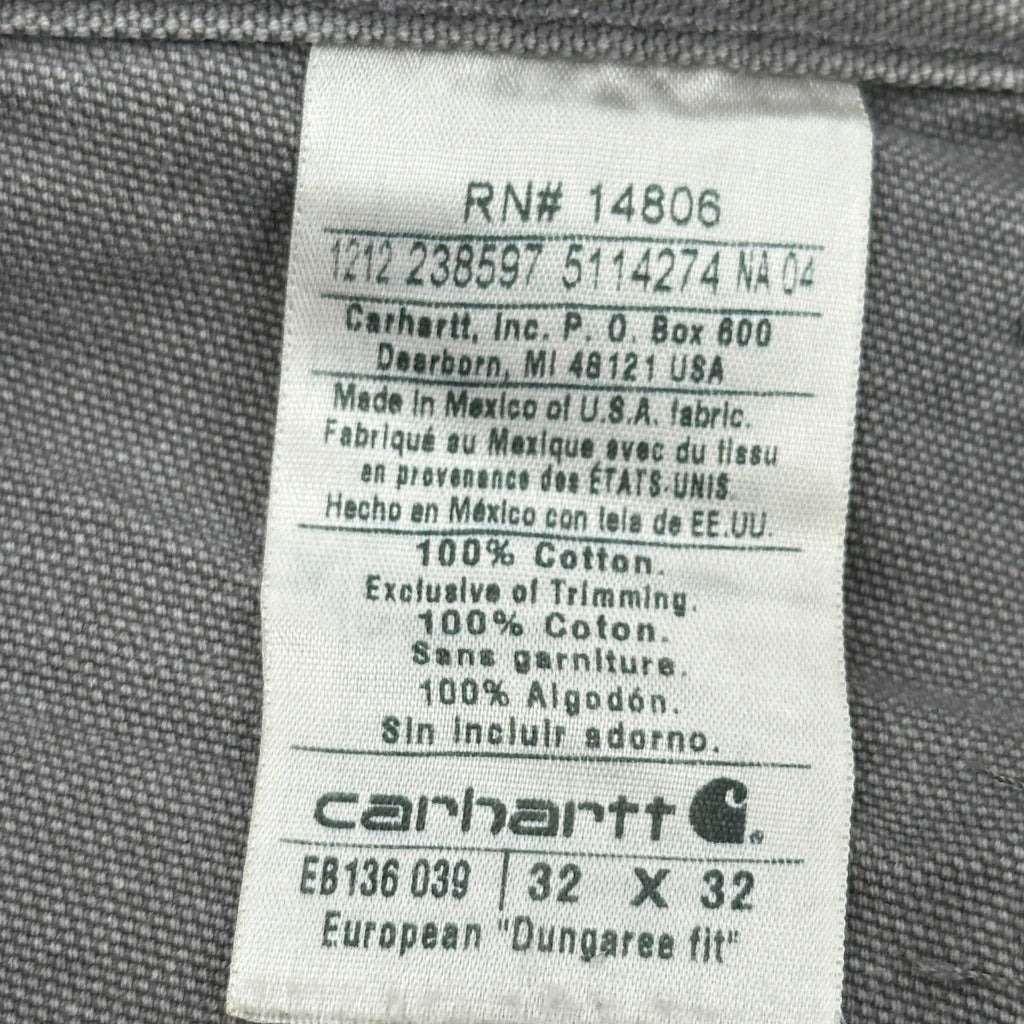 RN# 14806
1212 238597 5114274 NA 04
Carhartt, Inc. P. O. Box 600
Dearborn, MI 48121 USA
Made in Mexico of U.S.A. fabric.
Fabriqué au Mexique avec du tissu
en provenance des ÉTATS-UNIS.
Hecho en México con tela de EE.UU.
100% Cotton.
Exclusive of Trimming.
100% Coton.
Sans garniture.
100% Algodón.
Sin incluir adorno.
carhartt
EB136 039 32 X 32
European "Dungaree fit"